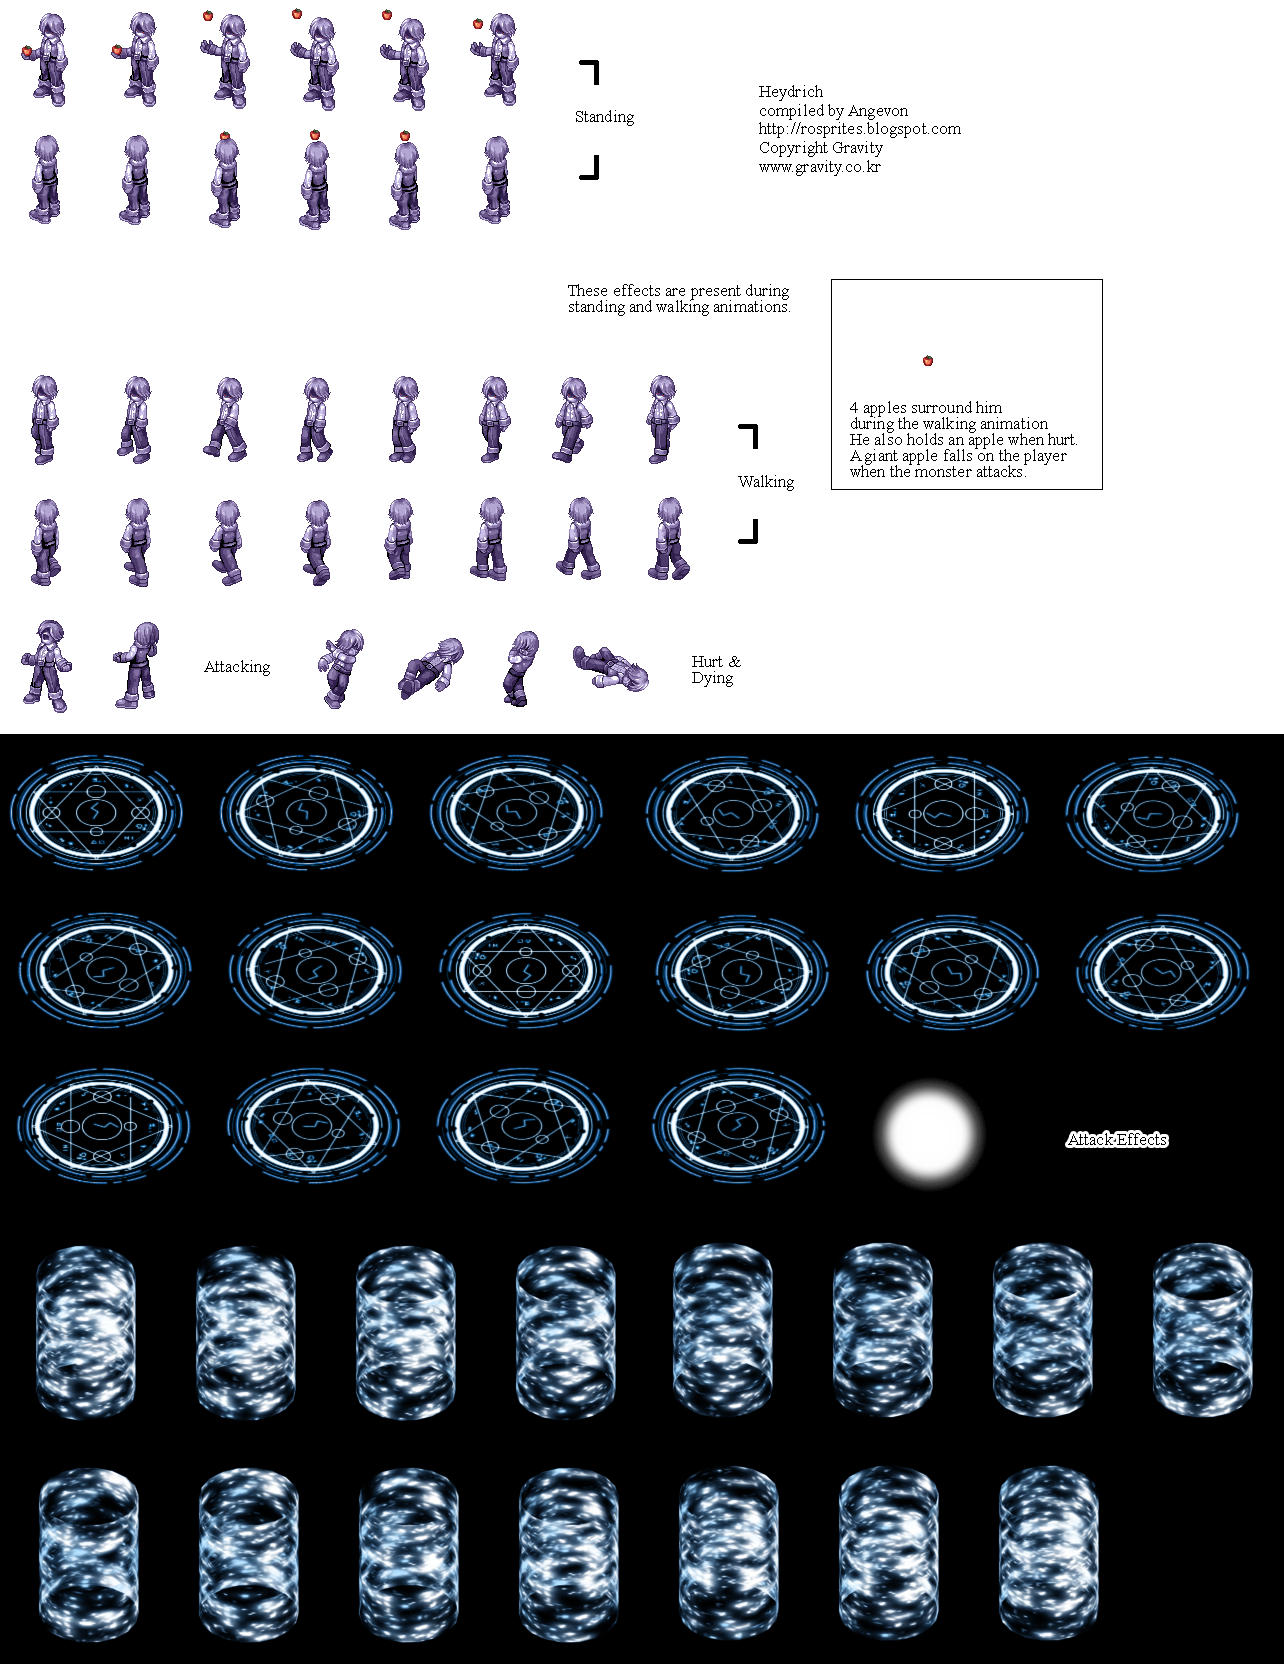 Heydrich
compiled by Angevon
http://rosprites.blogspot.com
Copyright Gravity
www.gravity.co.kr
Standing
These effects are present during
standing and walking animations.
4 apples surround him
during the walking animation
He also holds an apple when hurt.
A giant apple falls on the player
when the monster attacks.
Walking
Attacking
Hurt &
Dying
Attack Effects